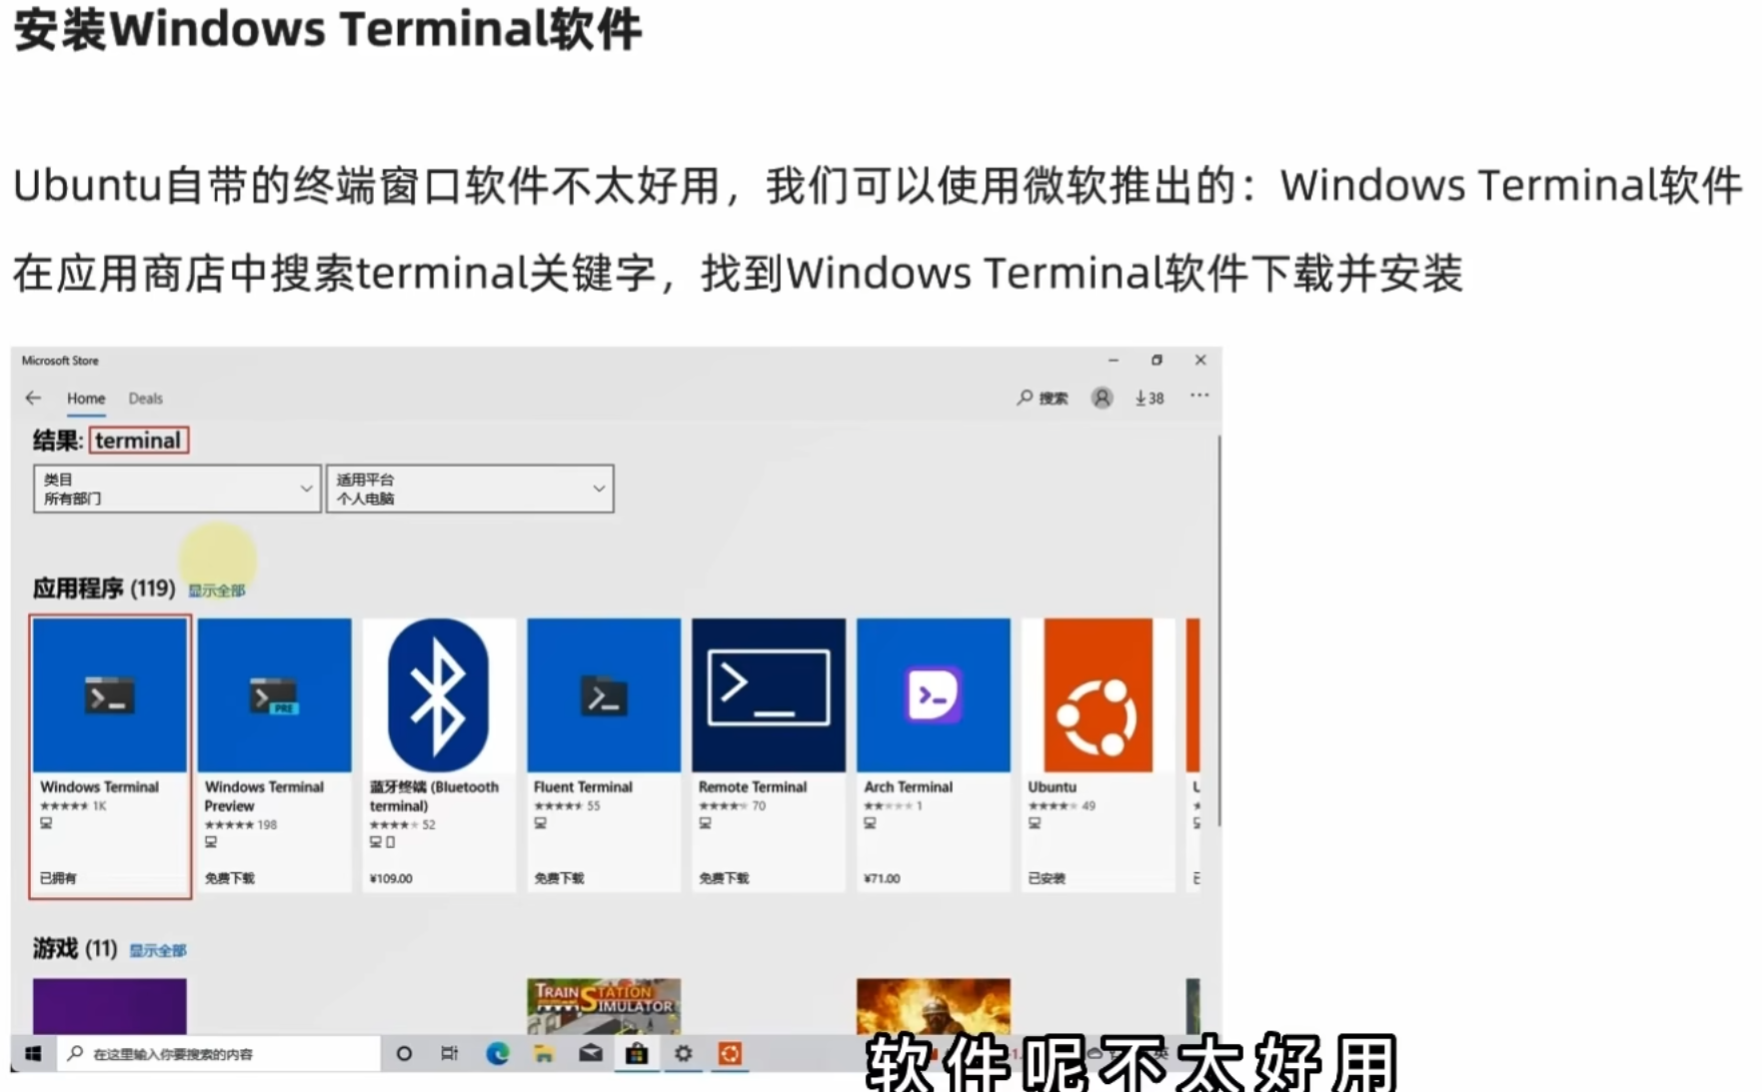 安装Windows Terminal软件
Ubuntu自带的终端窗口软件不太好用，我们可以使用微软推出的：Windows Terminal软件
在应用商店中搜索terminal关键字，找到Windows Terminal软件下载并安装
Microsoft Store
Home Deals 搜索 38
结果: terminal
类目 适用平台
所有部门 个人电脑
应用程序 (119) 显示全部
PRE
Windows Terminal Windows Terminal 蓝牙终端 (Bluetooth Fluent Terminal Remote Terminal Arch Terminal Ubuntu
Preview terminal)
1K 55 70 1 49
198 52
已拥有 免费下载 ¥109.00 免费下载 免费下载 ¥71.00 已安装
游戏 (11) 显示全部
TRAIN STATION
SIMULATOR
在这里输入你要搜索的内容 英
软件呢不太好用